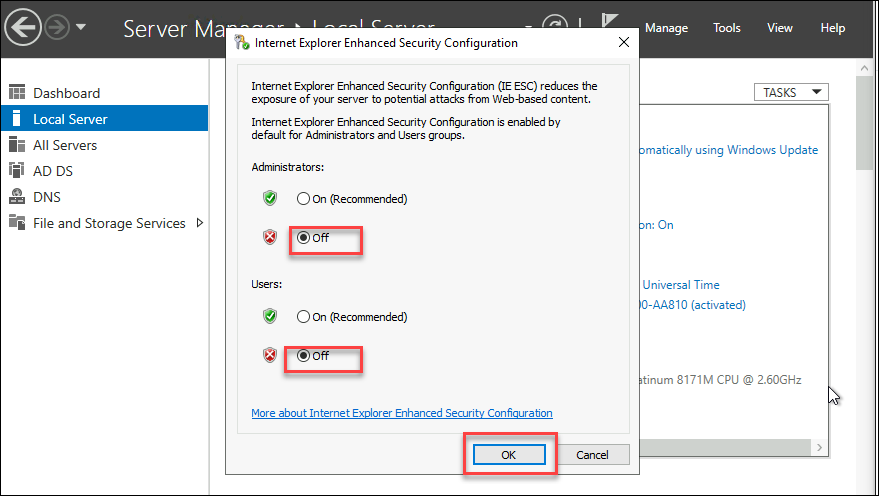 Server Manager ▸ Local Server
Manage
Tools
View
Help
Internet Explorer Enhanced Security Configuration
Dashboard
Local Server
All Servers
AD DS
DNS
File and Storage Services
Internet Explorer Enhanced Security Configuration (IE ESC) reduces the
exposure of your server to potential attacks from Web-based content.
Internet Explorer Enhanced Security Configuration is enabled by
default for Administrators and Users groups.
Administrators:
On (Recommended)
Off
Users:
On (Recommended)
Off
More about Internet Explorer Enhanced Security Configuration
OK
Cancel
TASKS
omatically using Windows Update
on: On
Universal Time
00-AA810 (activated)
atinum 8171M CPU @ 2.60GHz